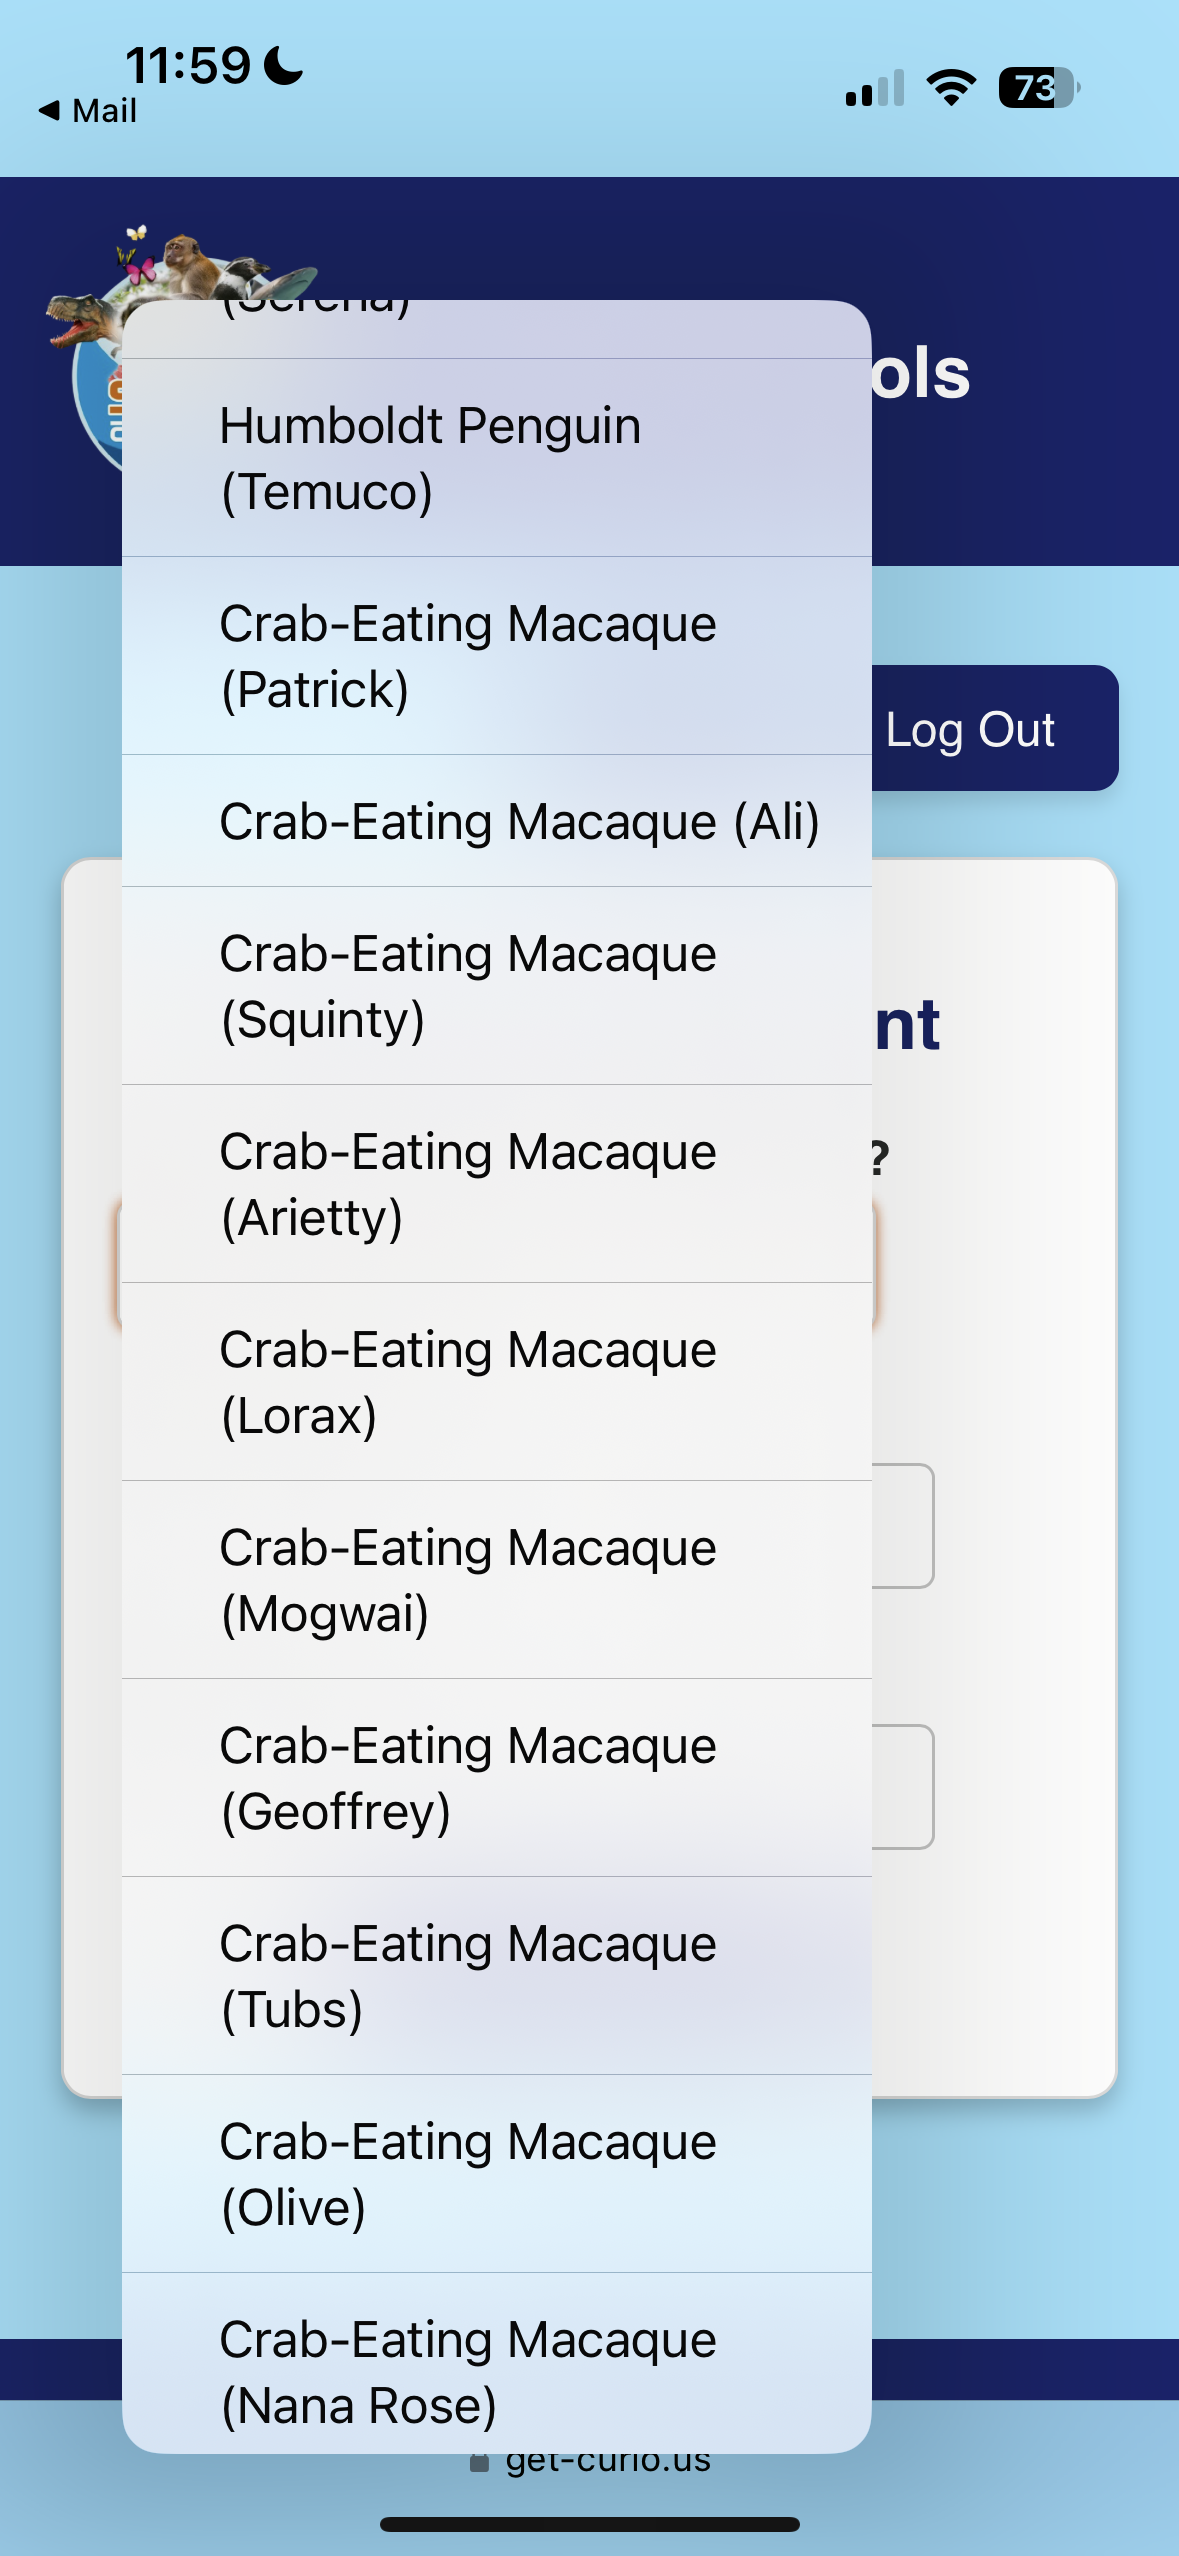 11:59
Mail
73
(Serena)
ols
Humboldt Penguin
(Temuco)
Crab-Eating Macaque
(Patrick)
Log Out
Crab-Eating Macaque (Ali)
Crab-Eating Macaque
(Squinty)
nt
Crab-Eating Macaque
(Arietty)
?
Crab-Eating Macaque
(Lorax)
Crab-Eating Macaque
(Mogwai)
Crab-Eating Macaque
(Geoffrey)
Crab-Eating Macaque
(Tubs)
Crab-Eating Macaque
(Olive)
Crab-Eating Macaque
(Nana Rose)
get-curio.us